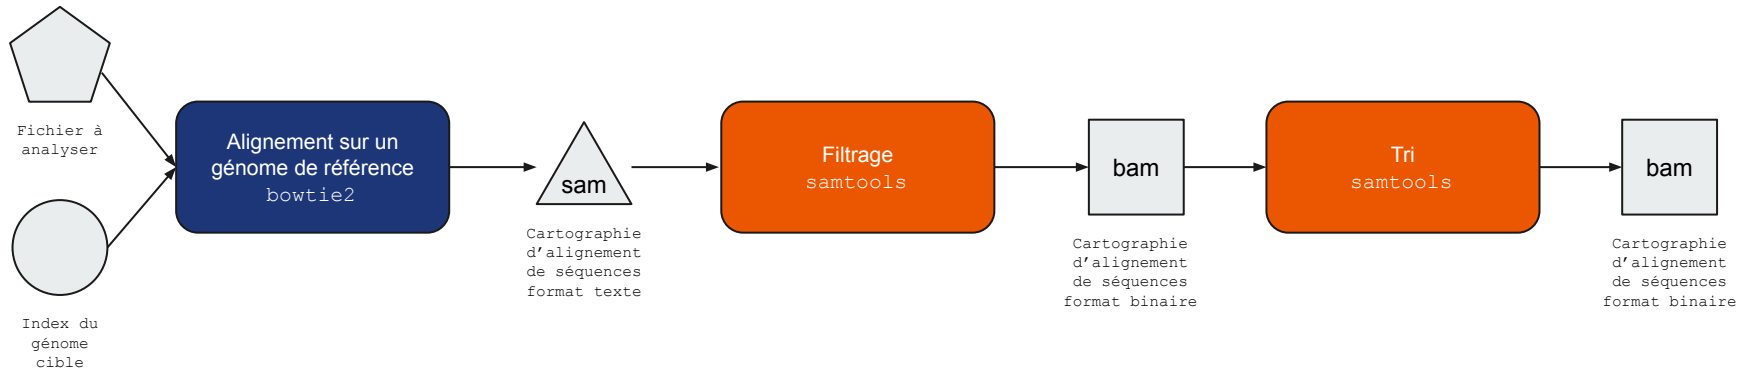 Fichier à
analyser
Index du
génome
cible
Alignement sur un
génome de référence
bowtie2
sam
Cartographie
d’alignement
de séquences
format texte
Filtrage
samtools
bam
Cartographie
d’alignement
de séquences
format binaire
Tri
samtools
bam
Cartographie
d’alignement
de séquences
format binaire